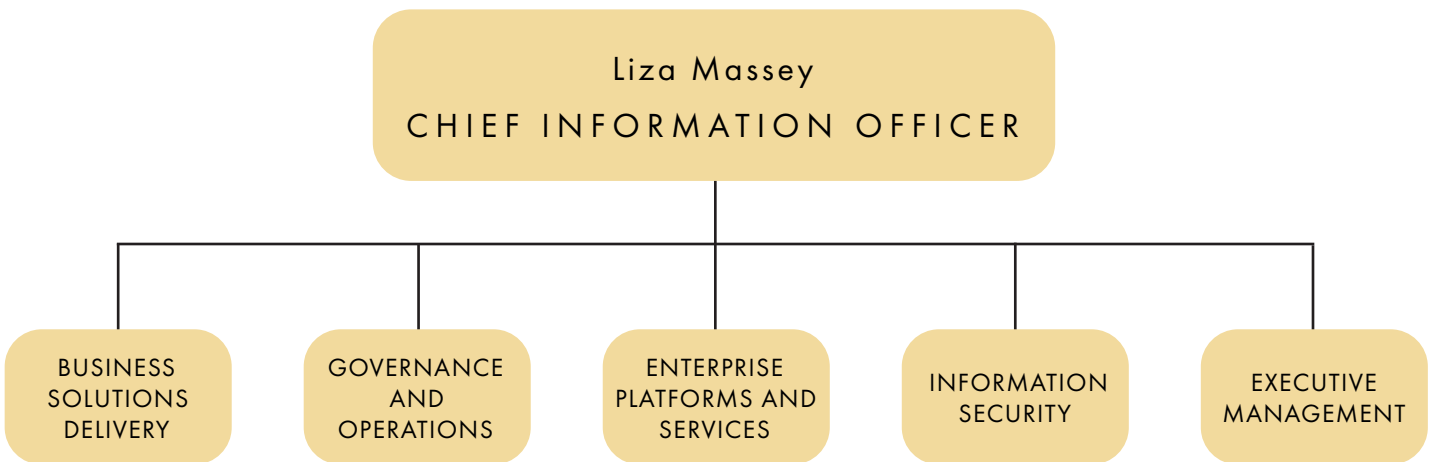 Liza Massey
CHIEF INFORMATION OFFICER
BUSINESS
SOLUTIONS
DELIVERY
GOVERNANCE
AND
OPERATIONS
ENTERPRISE
PLATFORMS AND
SERVICES
INFORMATION
SECURITY
EXECUTIVE
MANAGEMENT